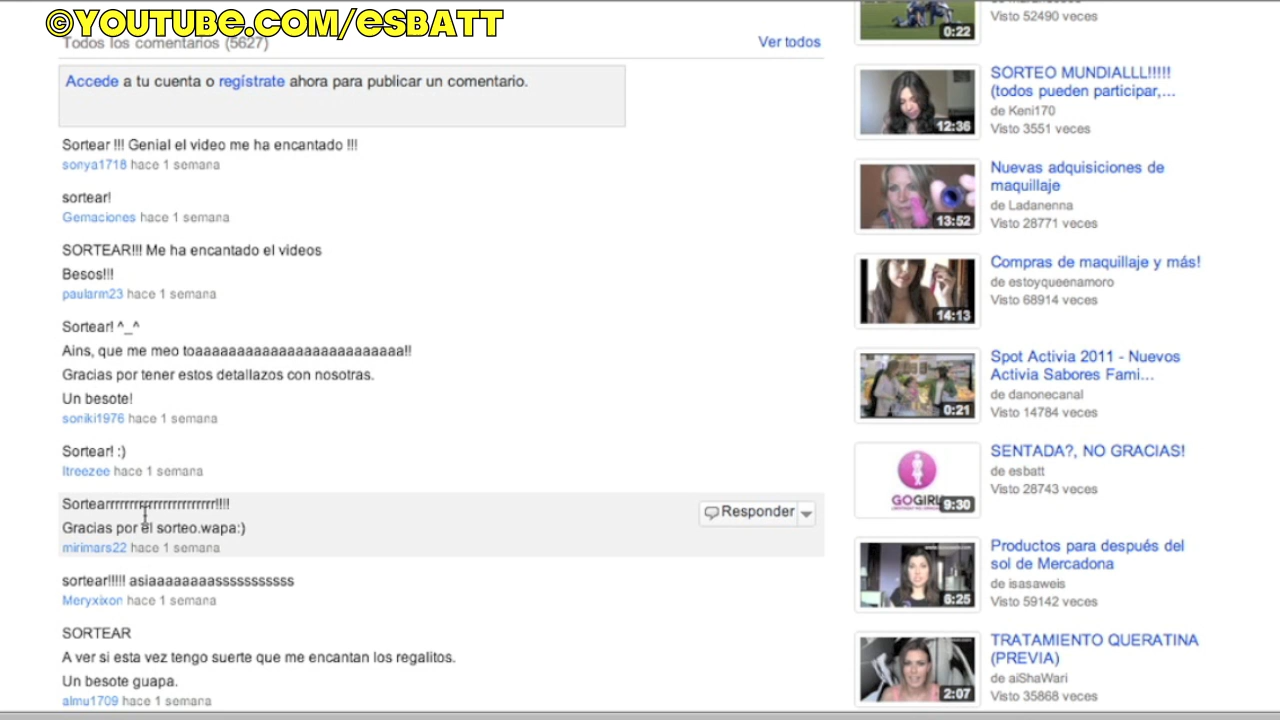 ©YOUTUBE.COM/ESBATT
Todos los comentarios (5627)
Ver todos
Accede a tu cuenta o regístrate ahora para publicar un comentario.
Sortear !!! Genial el video me ha encantado !!!
sonya1718 hace 1 semana
sortear!
Gemaciones hace 1 semana
SORTEAR!!! Me ha encantado el videos
Besos!!!
paularm23 hace 1 semana
Sortear! ^_^
Ains, que me meo toaaaaaaaaaaaaaaaaaaaaaaaaa!!
Gracias por tener estos detallazos con nosotras.
Un besote!
soniki1976 hace 1 semana
Sortear! :)
ltreezee hace 1 semana
Sortearrrrrrrrrrrrrrrrrrrrrrr!!!!
Gracias por el sorteo.wapa:)
mirimars22 hace 1 semana
Responder
sortear!!!!! asiaaaaaaaasssssssssss
Meryxixon hace 1 semana
SORTEAR
A ver si esta vez tengo suerte que me encantan los regalitos.
Un besote guapa.
almu1709 hace 1 semana
0:22
Visto 52490 veces
12:36
SORTEO MUNDIALLL!!!!!
(todos pueden participar,...
de Keni170
Visto 3551 veces
13:52
Nuevas adquisiciones de
maquillaje
de Ladanenna
Visto 28771 veces
14:13
Compras de maquillaje y más!
de estoyqueenamoro
Visto 68914 veces
0:21
Spot Activia 2011 - Nuevos
Activia Sabores Fami...
de danonecanal
Visto 14784 veces
GOGIRL
9:30
SENTADA?, NO GRACIAS!
de esbatt
Visto 28743 veces
6:25
Productos para después del
sol de Mercadona
de isasaweis
Visto 59142 veces
2:07
TRATAMIENTO QUERATINA
(PREVIA)
de aiShaWari
Visto 35868 veces